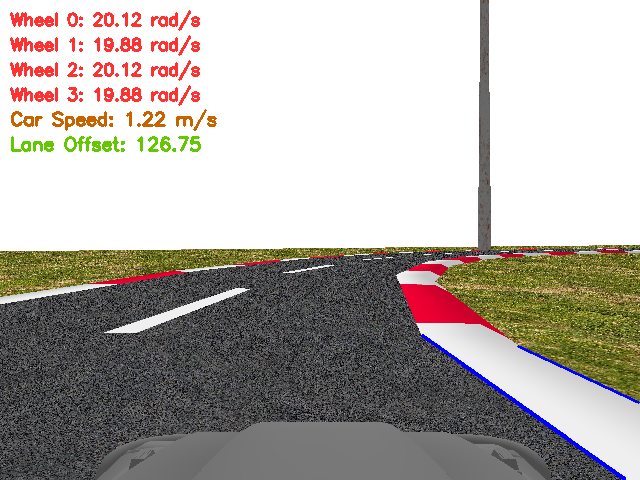 Wheel 0: 20.12 rad/s
Wheel 1: 19.88 rad/s
Wheel 2: 20.12 rad/s
Wheel 3: 19.88 rad/s
Car Speed: 1.22 m/s
Lane Offset: 126.75